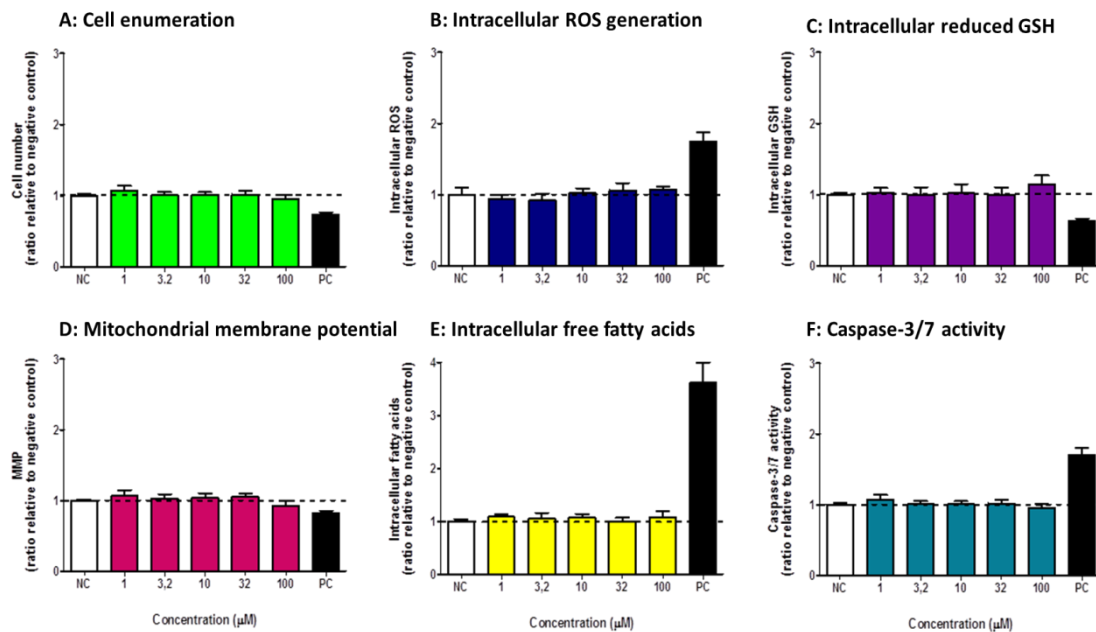 A: Cell enumeration
3
2
1
0
Cell number
(ratio relative to negative control)
NC 1 3,2 10 32 100 PC
B: Intracellular ROS generation
3
2
1
0
Intracellular ROS
(ratio relative to negative control)
NC 1 3,2 10 32 100 PC
C: Intracellular reduced GSH
3
2
1
0
Intracellular GSH
(ratio relative to negative control)
NC 1 3,2 10 32 100 PC
D: Mitochondrial membrane potential
3
2
1
0
MMP
(ratio relative to negative control)
NC 1 3,2 10 32 100 PC
Concentration (μM)
E: Intracellular free fatty acids
4
3
2
1
0
Intracellular fatty acids
(ratio relative to negative control)
NC 1 3,2 10 32 100 PC
Concentration (μM)
F: Caspase-3/7 activity
3
2
1
0
Caspase-3/7 activity
(ratio relative to negative control)
NC 1 3,2 10 32 100 PC
Concentration (μM)